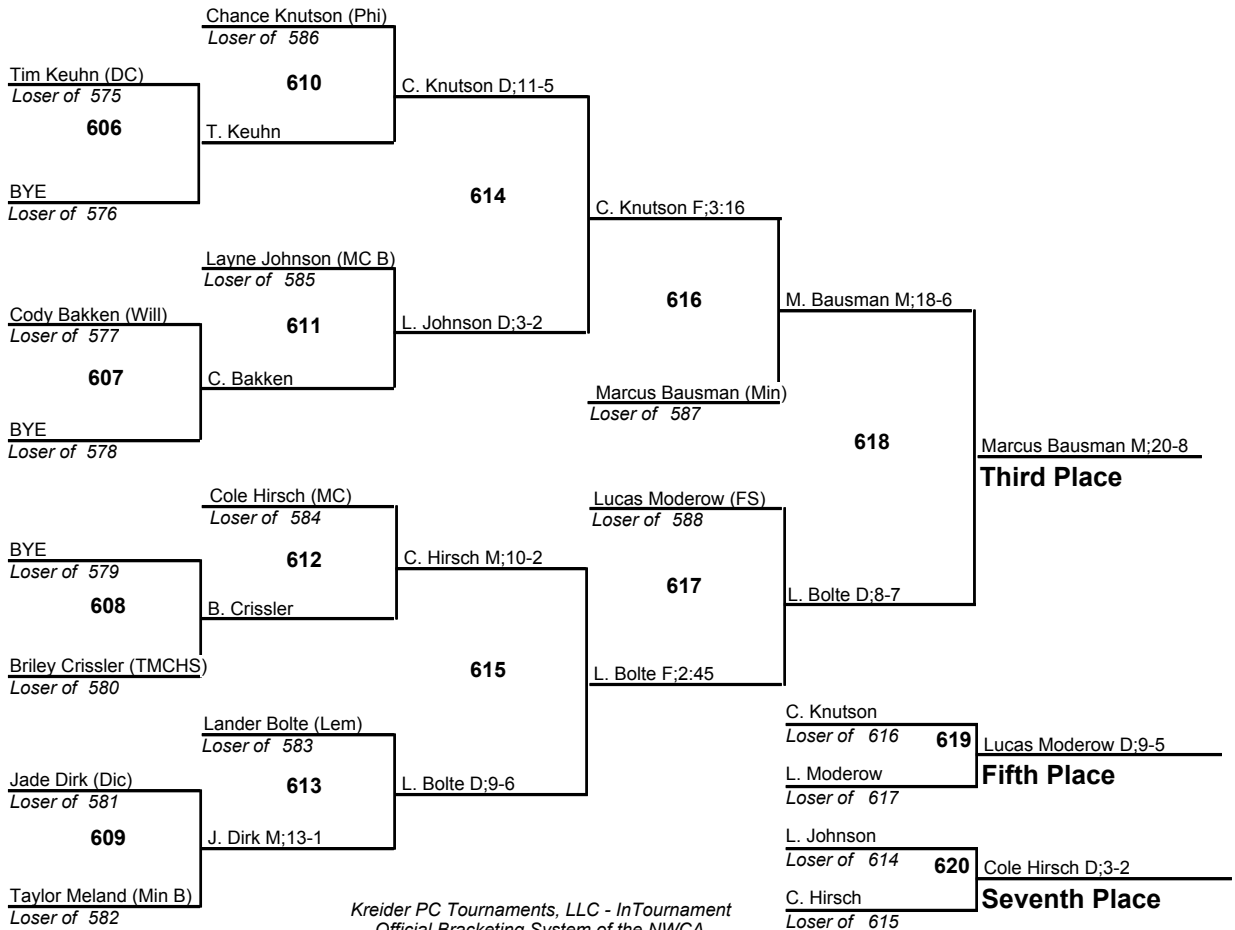 Chance Knutson (Phi)
Loser of 586
Tim Keuhn (DC)
Loser of 575
610
C. Knutson D;11-5
606
T. Keuhn
BYE
Loser of 576
614
C. Knutson F;3:16
Layne Johnson (MC B)
Loser of 585
616
M. Bausman M;18-6
Cody Bakken (Will)
Loser of 577
611
L. Johnson D;3-2
607
C. Bakken
Marcus Bausman (Min)
Loser of 587
BYE
Loser of 578
618
Marcus Bausman M;20-8
Third Place
Cole Hirsch (MC)
Loser of 584
Lucas Moderow (FS)
Loser of 588
BYE
Loser of 579
612
C. Hirsch M;10-2
617
608
B. Crissler
L. Bolte D;8-7
Briley Crissler (TMCHS)
Loser of 580
615
L. Bolte F;2:45
Lander Bolte (Lem)
Loser of 583
C. Knutson
Loser of 616
619
Lucas Moderow D;9-5
Fifth Place
Jade Dirk (Dic)
Loser of 581
613
L. Bolte D;9-6
L. Moderow
Loser of 617
609
J. Dirk M;13-1
L. Johnson
Loser of 614
620
Cole Hirsch D;3-2
Seventh Place
Taylor Meland (Min B)
Loser of 582
C. Hirsch
Loser of 615
Kreider PC Tournaments, LLC - InTournament
Official Bracketing System of the NWCA